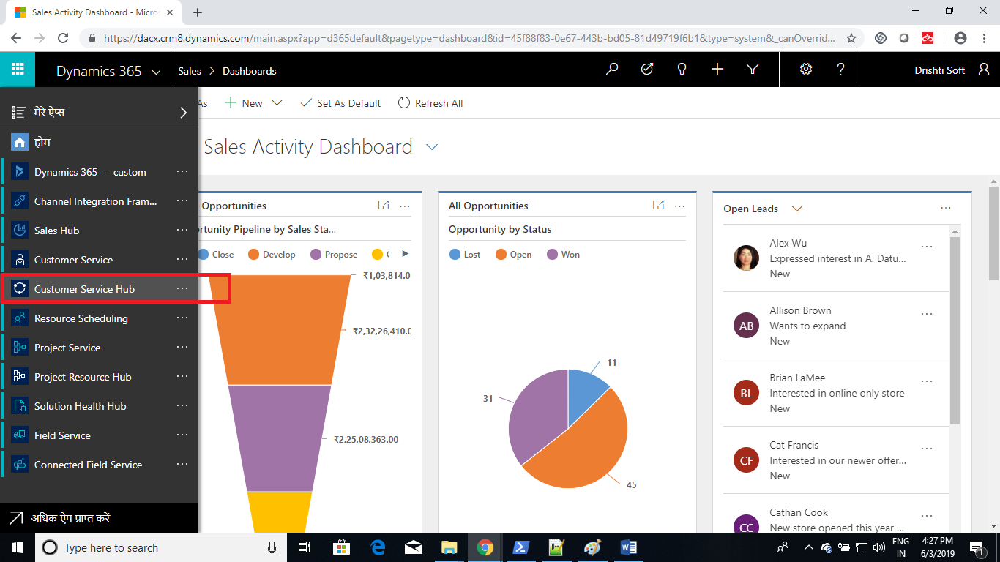 Sales Activity Dashboard - Micros
https://dacx.crm8.dynamics.com/main.aspx?app=d365default&pagetype=dashboard&id=45f88f83-0e67-443b-bd05-81d49719f6b1&type=system&_canOverrid...
Dynamics 365
Sales > Dashboards
?
Drishti Soft
मेरे ऐप्स
होम
Dynamics 365 — custom
Channel Integration Fram...
Sales Hub
Customer Service
Customer Service Hub
Resource Scheduling
Project Service
Project Resource Hub
Solution Health Hub
Field Service
Connected Field Service
अधिक ऐप प्राप्त करें
As
New
Set As Default
Refresh All
Sales Activity Dashboard
Opportunities
rtunity Pipeline by Sales Sta...
Close
Develop
Propose
₹1,03,814.0
₹2,32,26,410.0
₹2,25,08,363.00
All Opportunities
Opportunity by Status
Lost
Open
Won
11
31
45
Open Leads
Alex Wu
Expressed interest in A. Datu...
New
AB
Allison Brown
Wants to expand
New
BL
Brian LaMee
Interested in online only store
New
CF
Cat Francis
Interested in our newer offer...
New
CC
Cathan Cook
New store opened this year ...
Type here to search
ENG
IN
4:27 PM
6/3/2019
1